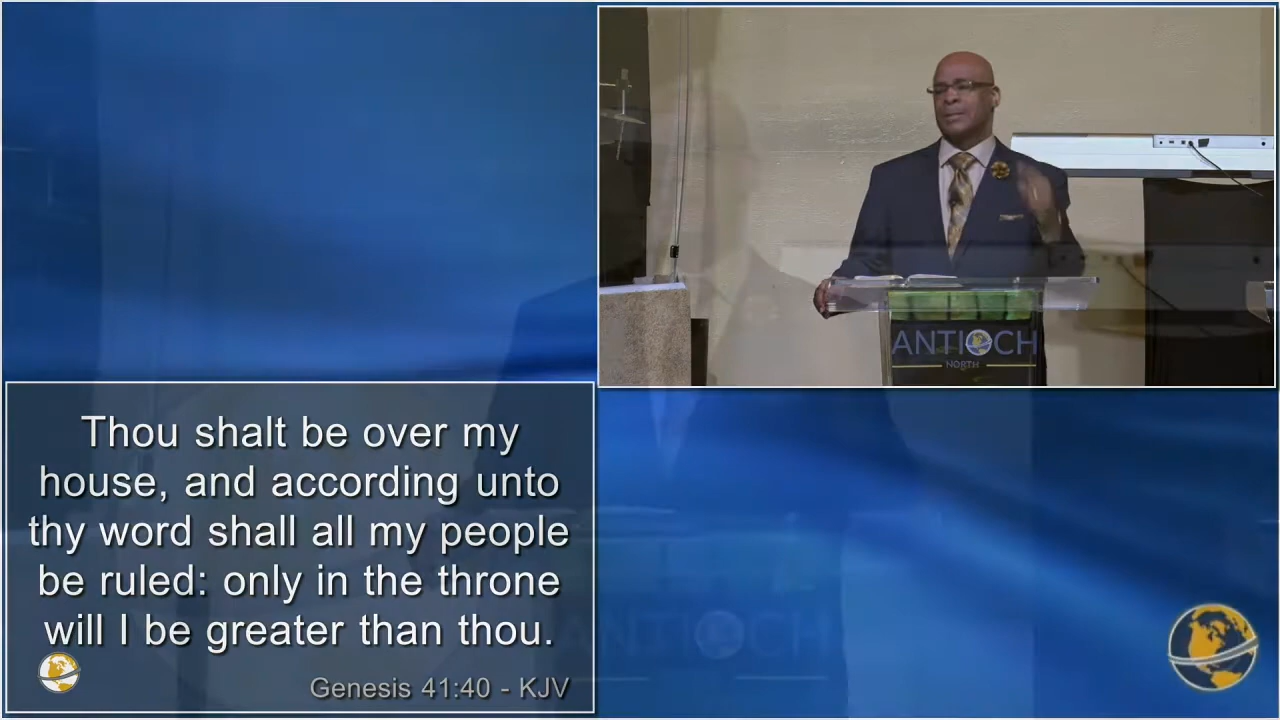 ANTIOCH
NORTH
Thou shalt be over my
house, and according unto
thy word shall all my people
be ruled: only in the throne
will I be greater than thou.
Genesis 41:40 - KJV
ANTIOCH